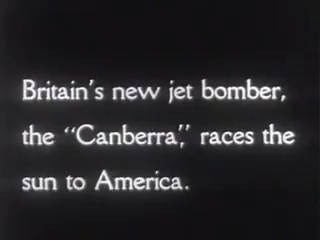 Britain's new jet bomber,
the "Canberra," races the
sun to America.